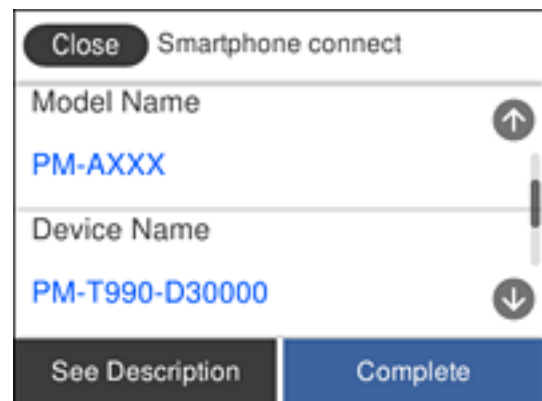 Close Smartphone connect
Model Name
PM-AXXX
Device Name
PM-T990-D30000
See Description Complete